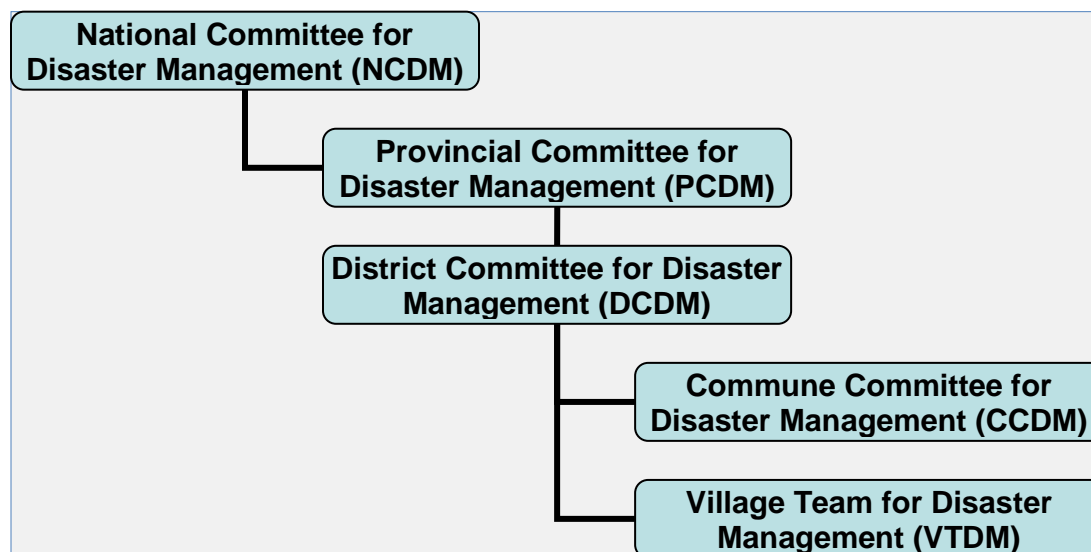 National Committee for
Disaster Management (NCDM)
Provincial Committee for
Disaster Management (PCDM)
District Committee for Disaster
Management (DCDM)
Commune Committee for
Disaster Management (CCDM)
Village Team for Disaster
Management (VTDM)